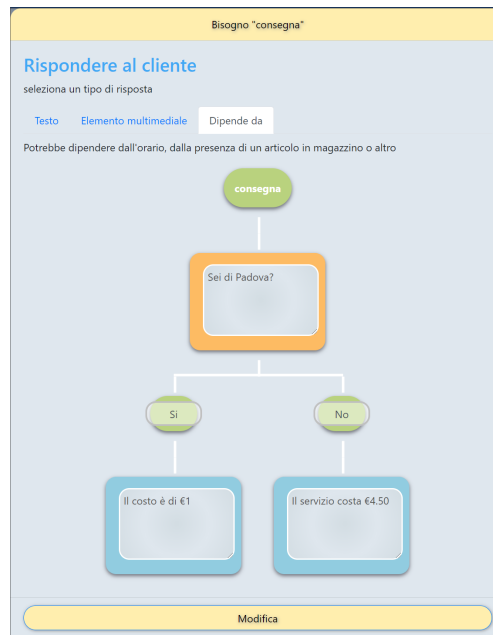 Bisogno "consegna"
Rispondere al cliente
seleziona un tipo di risposta
Testo Elemento multimediale Dipende da
Potrebbe dipendere dall'orario, dalla presenza di un articolo in magazzino o altro
consegna
Sei di Padova?
Si No
Il costo è di €1 Il servizio costa €4.50
Modifica